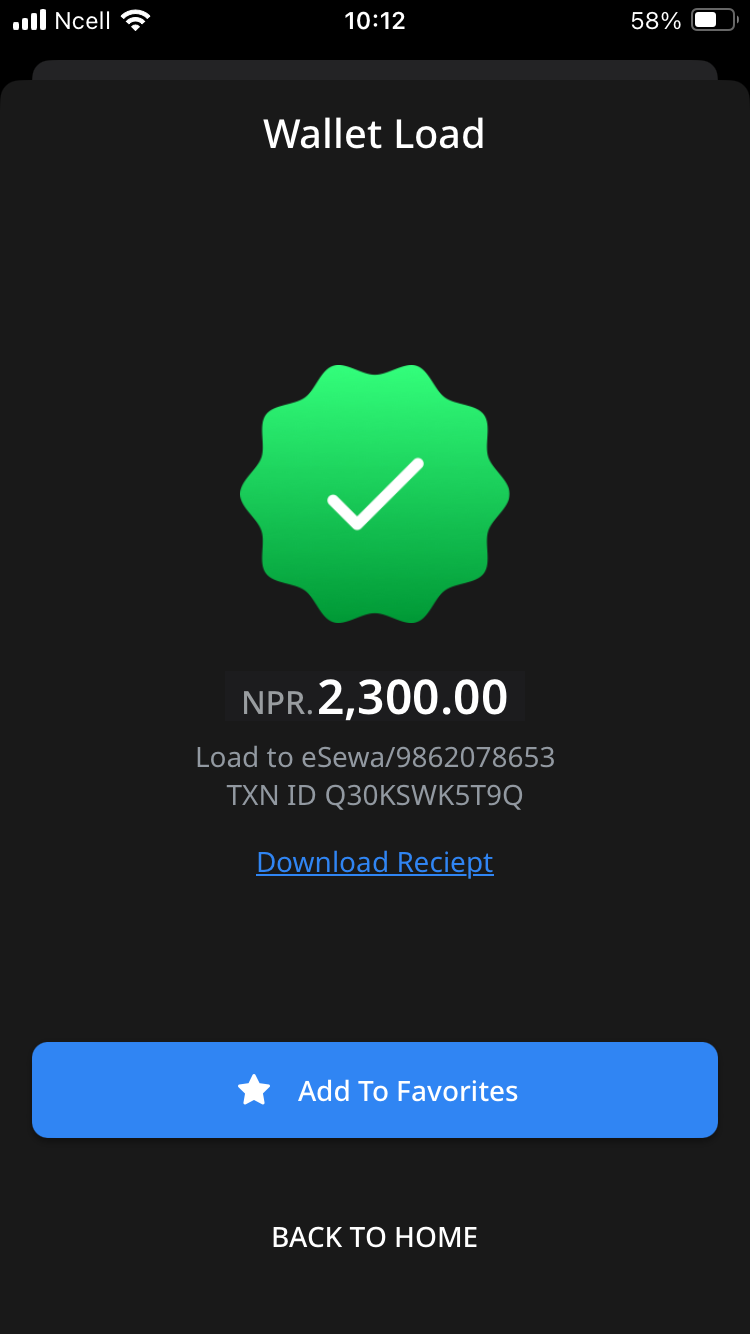 Ncell 10:12 58%
Wallet Load
NPR. 2,300.00
Load to eSewa/9862078653
TXN ID Q30KSWK5T9Q
Download Reciept
Add To Favorites
BACK TO HOME